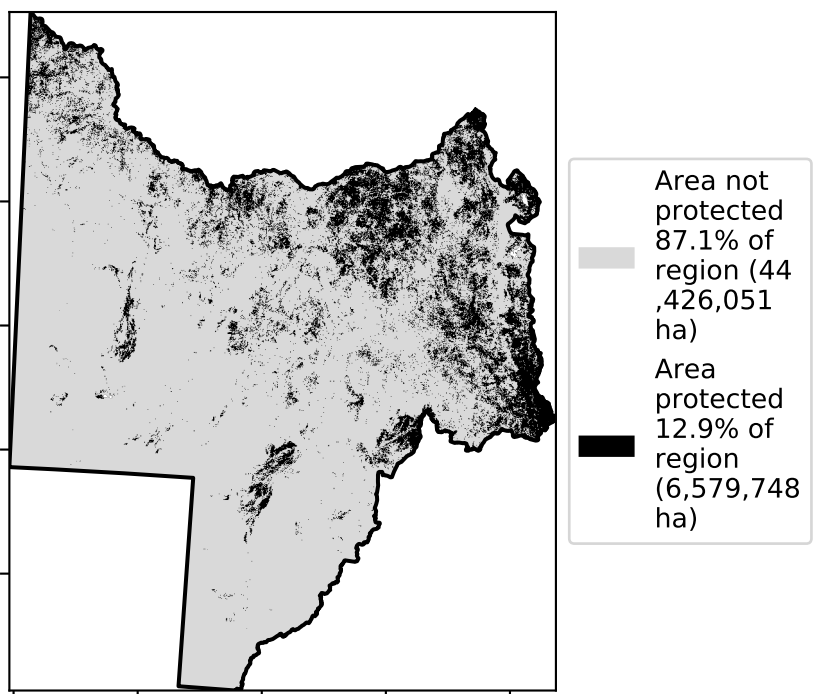 Area not
protected
87.1% of
region (44
,426,051
ha)
Area
protected
12.9% of
region
(6,579,748
ha)